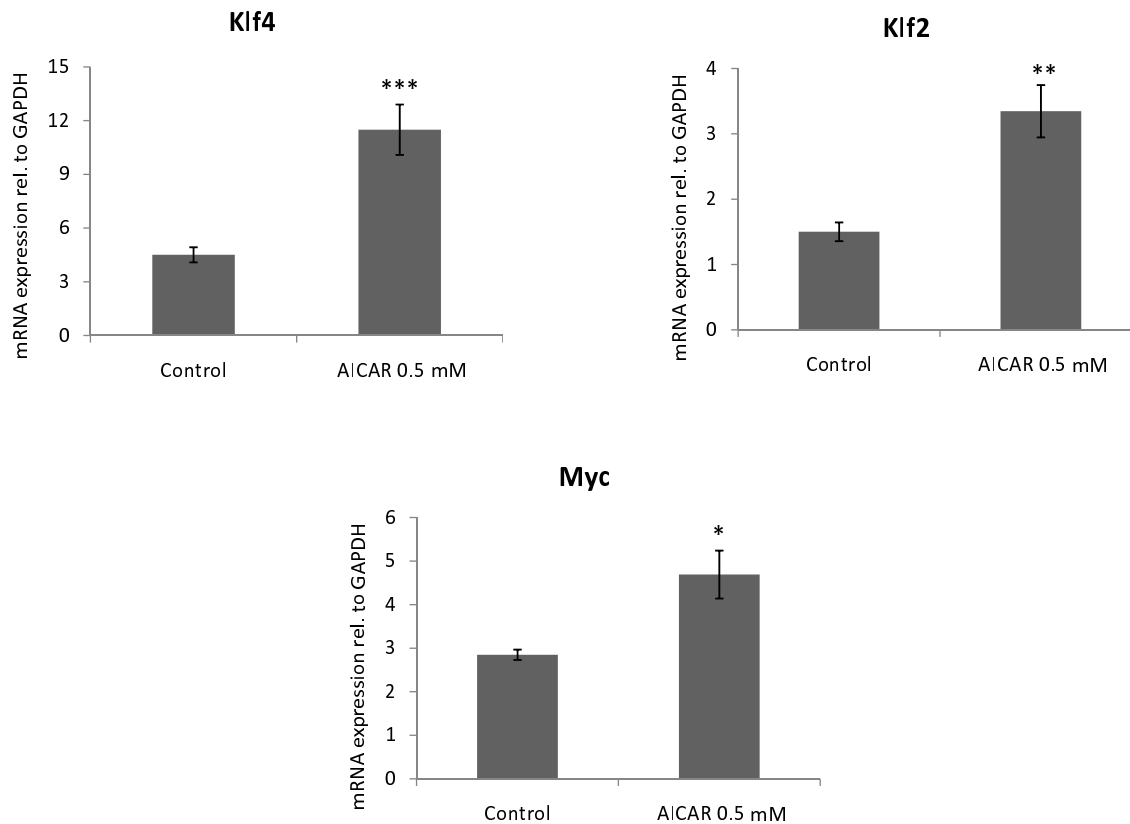 Klf4
mRNA expression rel. to GAPDH
15
12
9
6
3
0
***
Control
AICAR 0.5 mM
Klf2
mRNA expression rel. to GAPDH
4
3
2
1
0
**
Control
AICAR 0.5 mM
Myc
mRNA expression rel. to GAPDH
6
5
4
3
2
1
0
*
Control
AICAR 0.5 mM